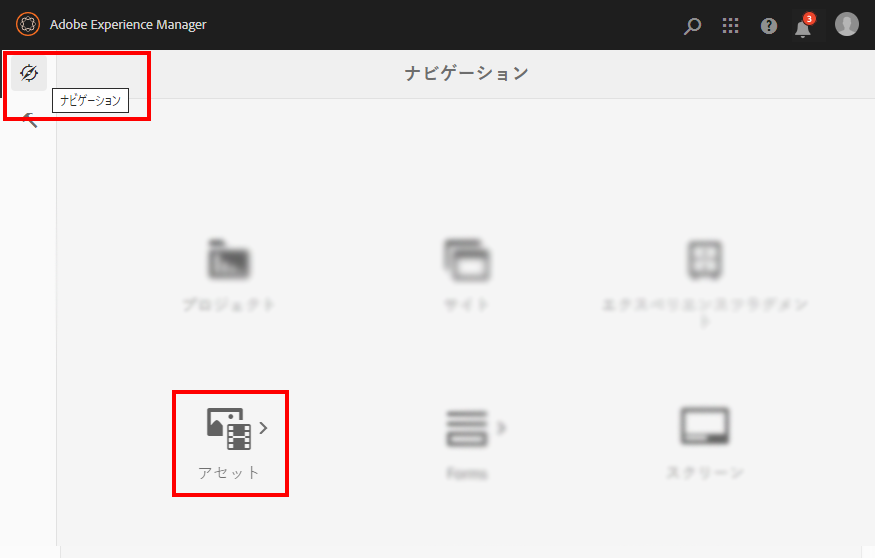 Adobe Experience Manager
3
ナビゲーション
ナビゲーション
プロジェクト
サイト
エクスペリエンスフラグメン
ト
アセット
Forms
スクリーン